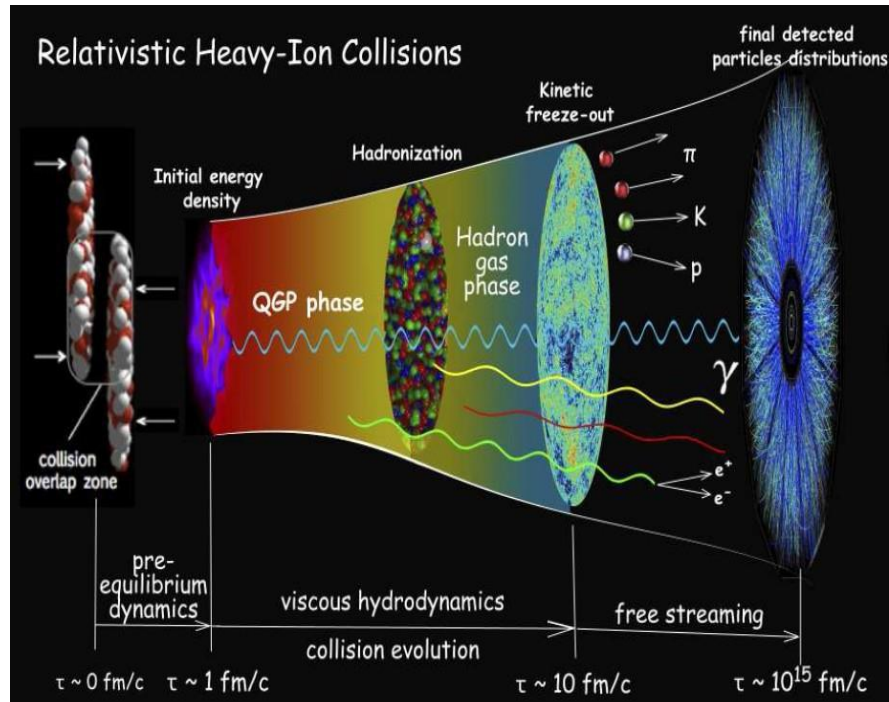 Relativistic Heavy-Ion Collisions
final detected
particles distributions
Kinetic
freeze-out
Hadronization
Initial energy
density
π
K
p
Hadron
gas
phase
QGP phase
γ
e⁺
e⁻
collision
overlap zone
pre-
equilibrium
dynamics
viscous hydrodynamics
collision evolution
free streaming
τ ~ 0 fm/c
τ ~ 1 fm/c
τ ~ 10 fm/c
τ ~ 10¹⁵ fm/c